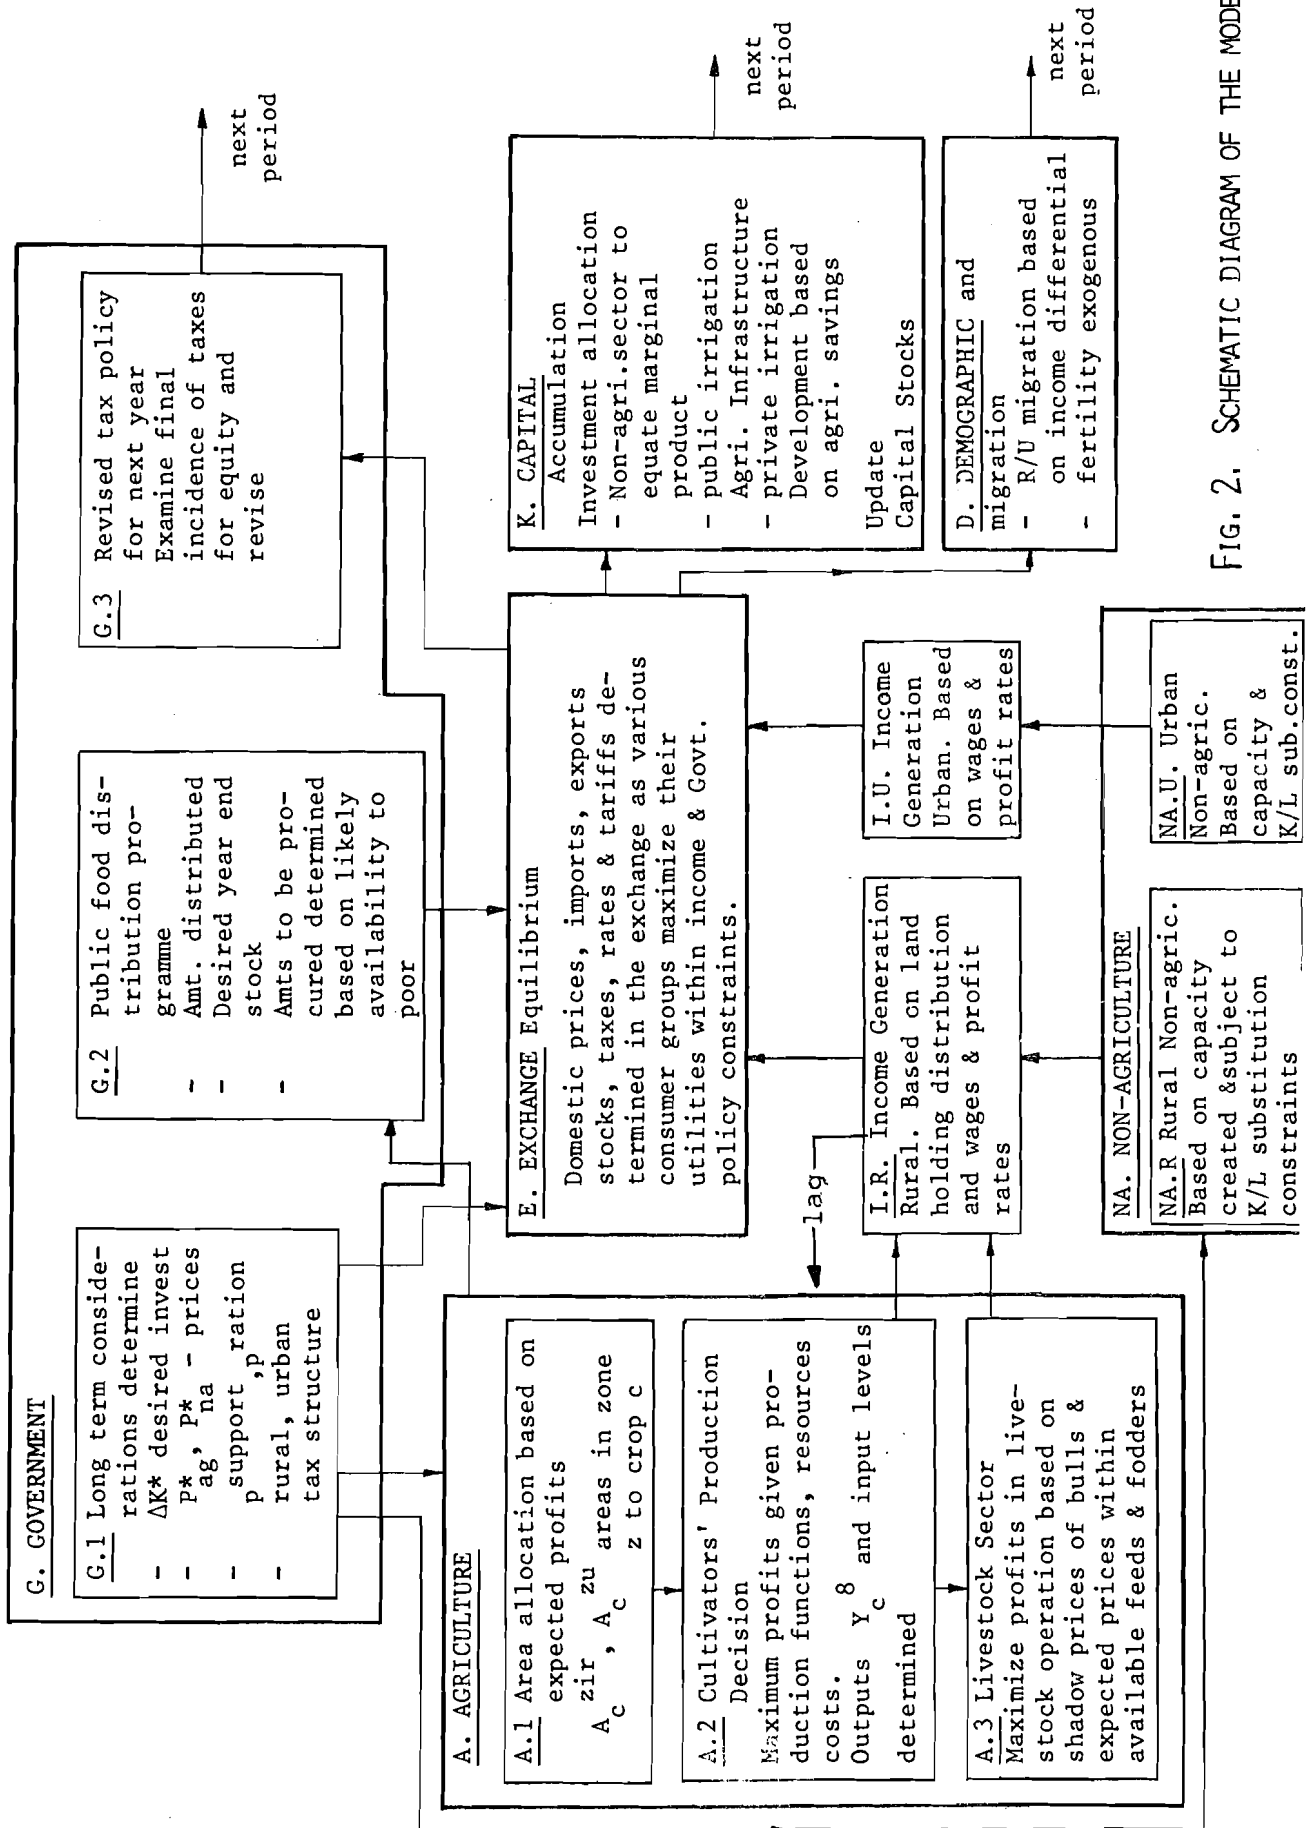 G. GOVERNMENT
G.1 Long term conside-
rations determine
- ΔK* desired invest
- P*ag, P*na - prices
- p support, p ration
- rural, urban
tax structure
G.2 Public food dis-
tribution pro-
gramme
- Amt. distributed
- Desired year end
stock
- Amts to be pro-
cured determined
based on likely
availability to
poor
G.3 Revised tax policy
for next year
Examine final
incidence of taxes
for equity and
revise
next
period
A. AGRICULTURE
A.1 Area allocation based on
expected profits
A_c^zir, A_c^zu areas in zone
z to crop c
A.2 Cultivators' Production
Decision
Maximum profits given pro-
duction functions, resources
costs.
Outputs Y_c^8 and input levels
determined
A.3 Livestock Sector
Maximize profits in live-
stock operation based on
shadow prices of bulls &
expected prices within
available feeds & fodders
E. EXCHANGE Equilibrium
Domestic prices, imports, exports
stocks, taxes, rates & tariffs de-
termined in the exchange as various
consumer groups maximize their
utilities within income & Govt.
policy constraints.
lag
I.R. Income Generation
Rural. Based on land
holding distribution
and wages & profit
rates
I.U. Income
Generation
Urban. Based
on wages &
profit rates
NA. NON-AGRICULTURE
NA.R Rural Non-agric.
Based on capacity
created &subject to
K/L substitution
constraints
NA.U. Urban
Non-agric.
Based on
capacity &
K/L sub.const.
K. CAPITAL
Accumulation
Investment allocation
- Non-agri.sector to
equate marginal
product
- public irrigation
Agri. Infrastructure
- private irrigation
Development based
on agri. savings
Update
Capital Stocks
next
period
D. DEMOGRAPHIC and
migration
- R/U migration based
on income differential
- fertility exogenous
next
period
FIG. 2. SCHEMATIC DIAGRAM OF THE MODE